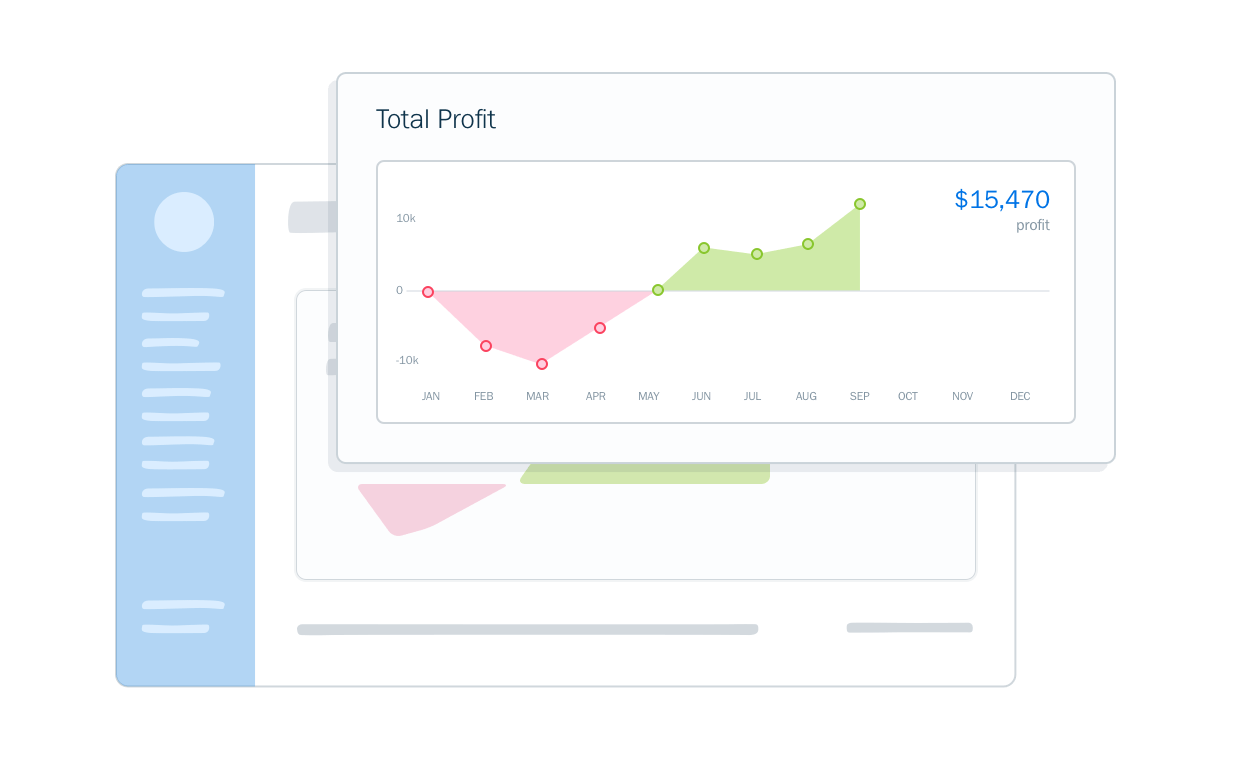 Total Profit
$15,470
profit
10k
0
-10k
JAN FEB MAR APR MAY JUN JUL AUG SEP OCT NOV DEC